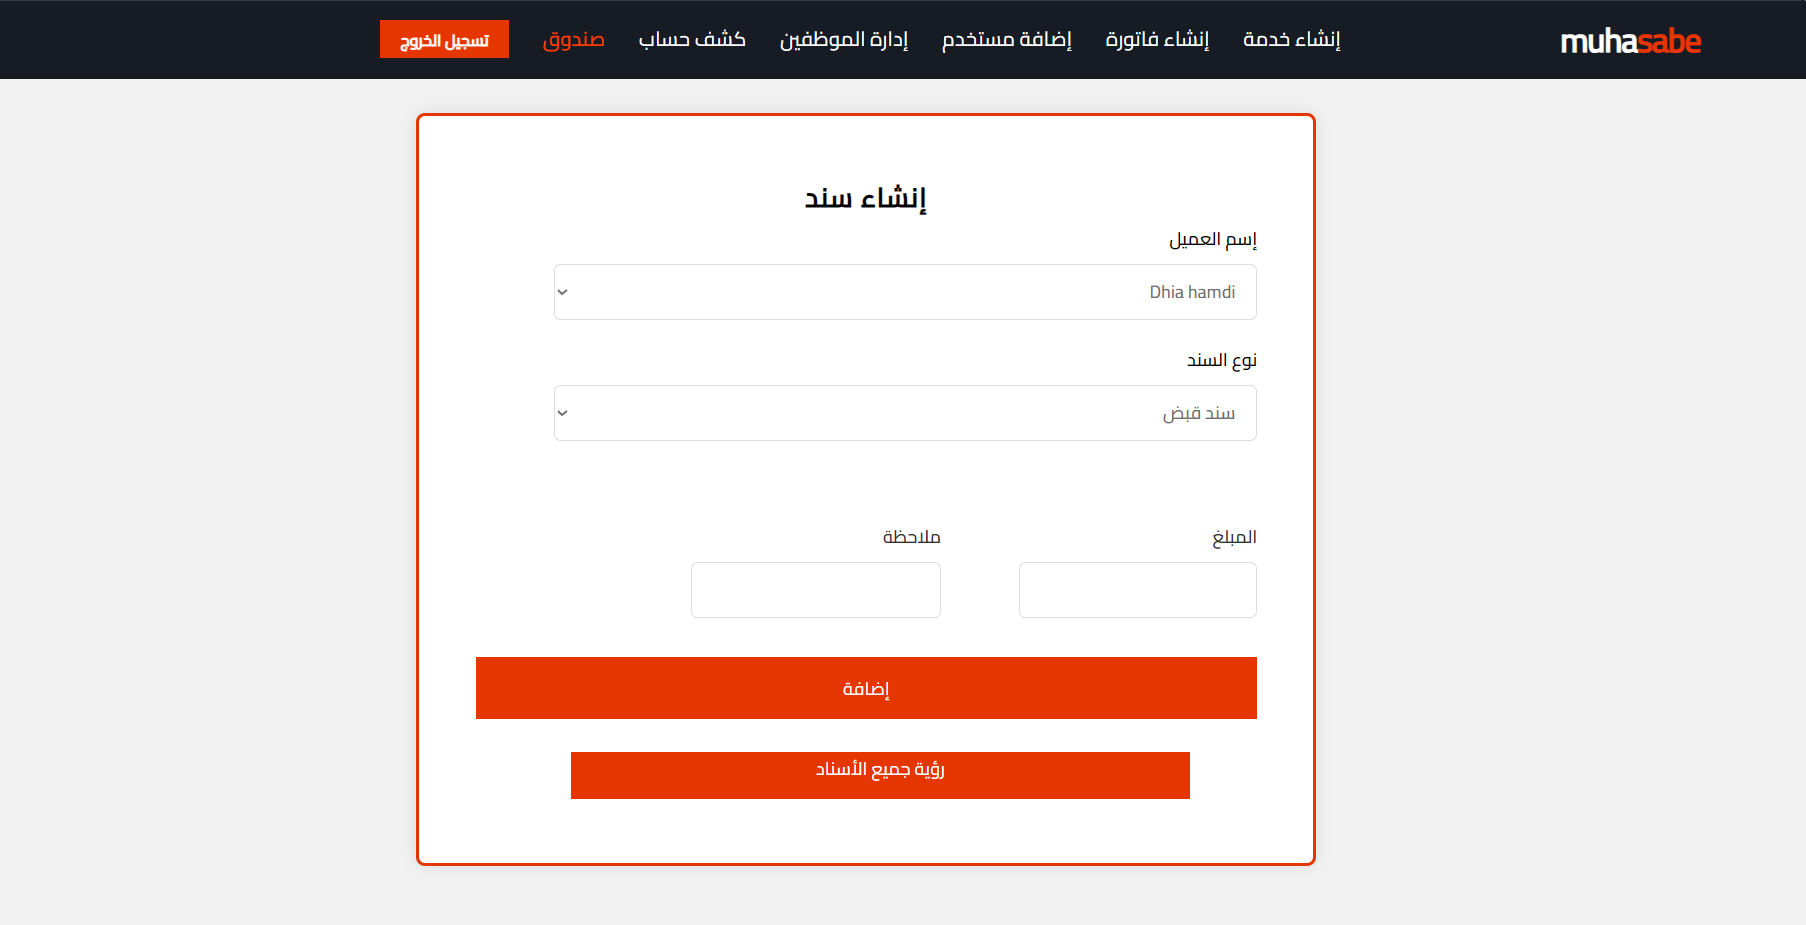 muhasabe
إنشاء خدمة
إنشاء فاتورة
إضافة مستخدم
إدارة الموظفين
كشف حساب
صندوق
تسجيل الخروج
إنشاء سند
إسم العميل
Dhia hamdi
نوع السند
سند قبض
المبلغ
ملاحظة
إضافة
رؤية جميع الأسناد